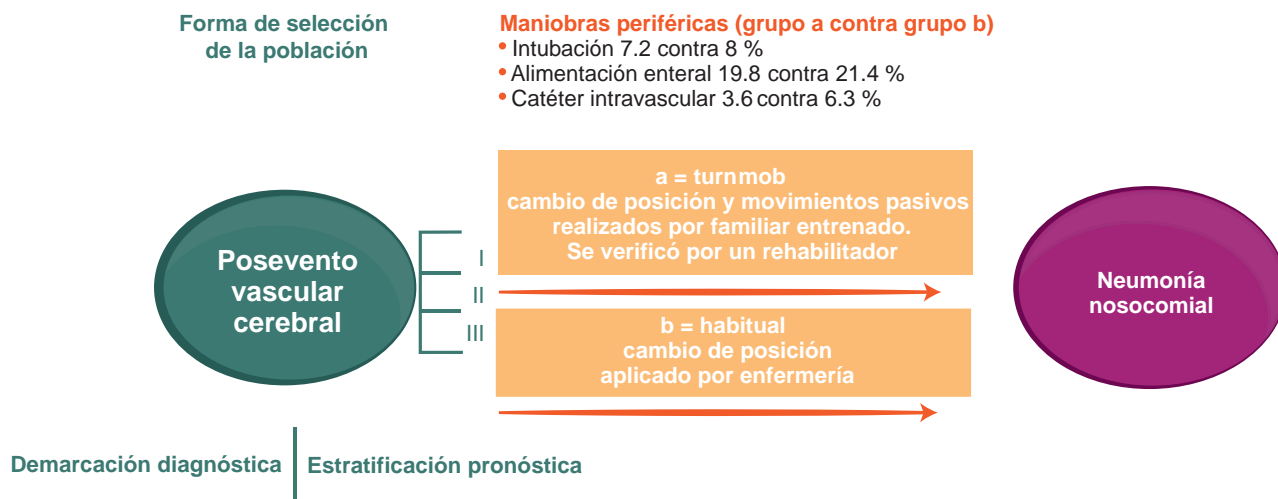 Forma de selección
de la población
Maniobras periféricas (grupo a contra grupo b)
• Intubación 7.2 contra 8 %
• Alimentación enteral 19.8 contra 21.4 %
• Catéter intravascular 3.6 contra 6.3 %
Posevento
vascular
cerebral
I
II
III
a = turnmob
cambio de posición y movimientos pasivos
realizados por familiar entrenado.
Se verificó por un rehabilitador
b = habitual
cambio de posición
aplicado por enfermería
Neumonía
nosocomial
Demarcación diagnóstica
Estratificación pronóstica